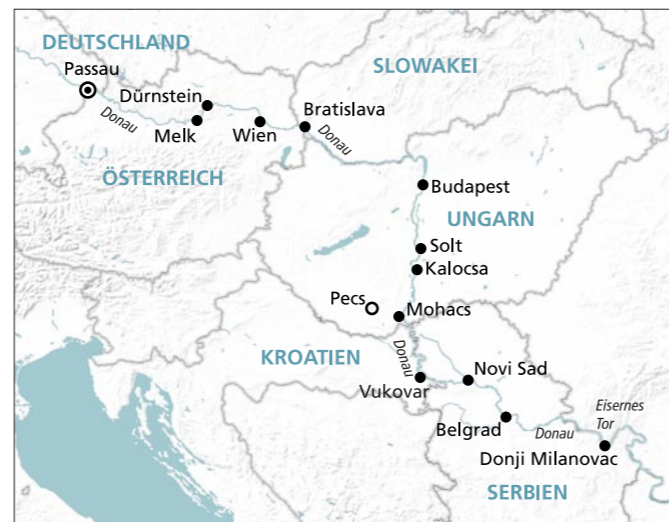 DEUTSCHLAND
Passau
SLOWAKEI
Dürnstein
Donau
Bratislava
Melk
Wien
Donau
ÖSTERREICH
Budapest
UNGARN
Solt
Kalocsa
Pecs
Mohacs
KROATIEN
Donau
Novi Sad
Vukovar
Eisernes
Tor
Belgrad
Donau
Donji Milanovac
SERBIEN